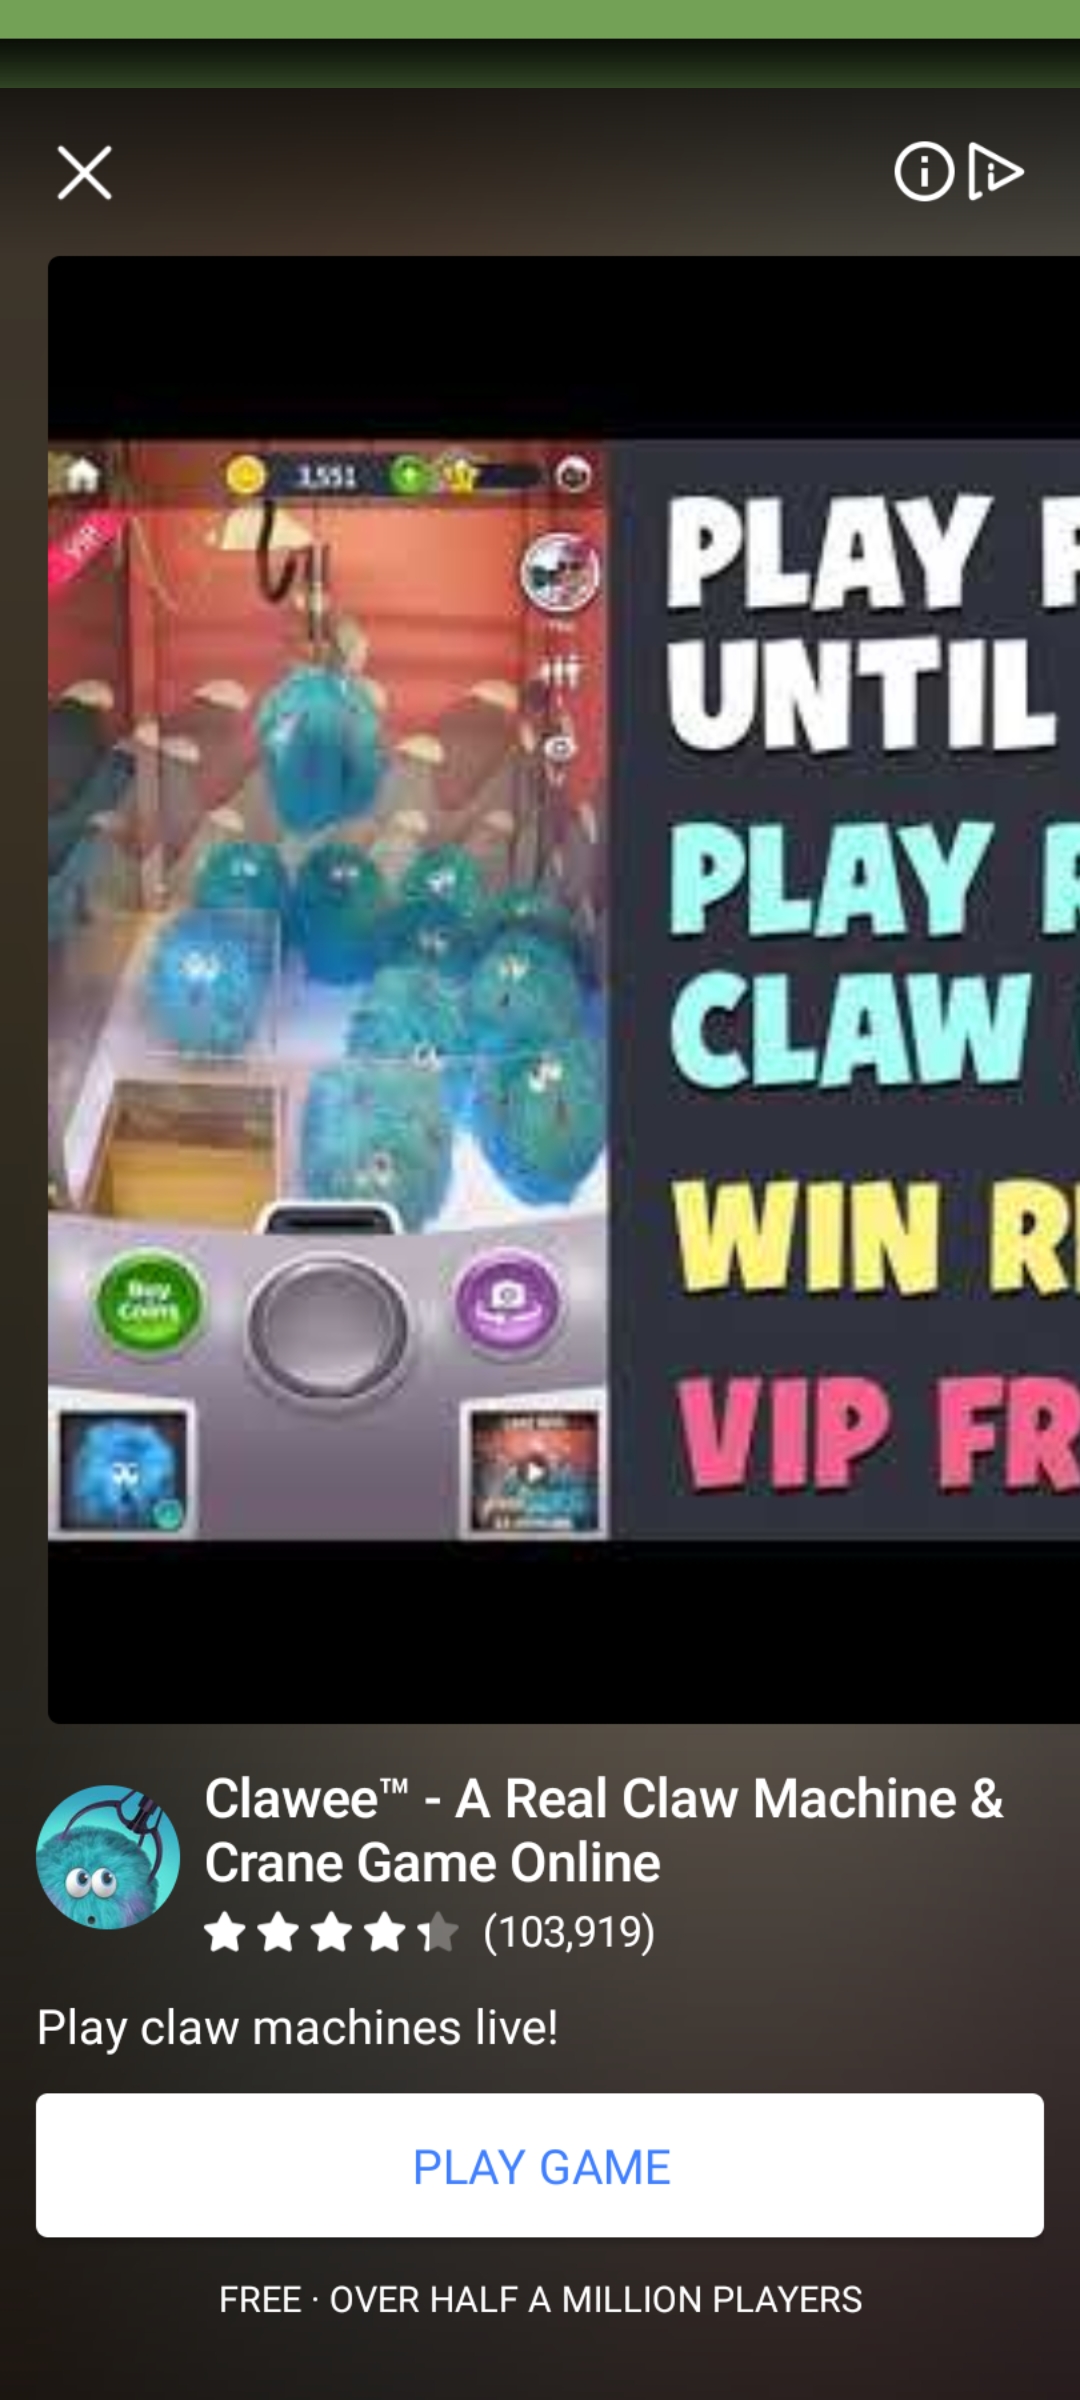 3,551
VIP
PLAY
UNTIL
PLAY
CLAW
WIN
VIP FR
Buy
Coins
Clawee™ - A Real Claw Machine &
Crane Game Online
(103,919)
Play claw machines live!
PLAY GAME
FREE · OVER HALF A MILLION PLAYERS